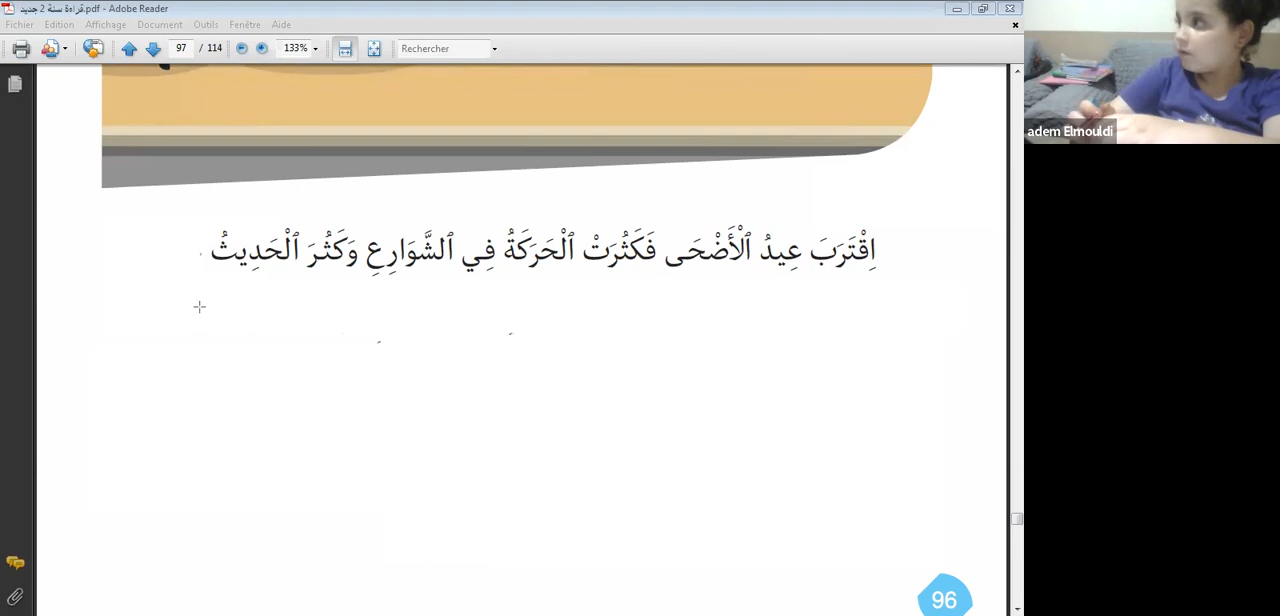 قراءة سنة 2 جديد.pdf - Adobe Reader
Fichier Edition Affichage Document Outils Fenêtre Aide
97 / 114 133% Rechercher
adem Elmouldi
اِقْتَرَبَ عِيدُ ٱلْأَضْحَى فَكَثُرَتْ ٱلْحَرَكَةُ فِي ٱلشَّوَارِعِ وَكَثُرَ ٱلْحَدِيثُ
96